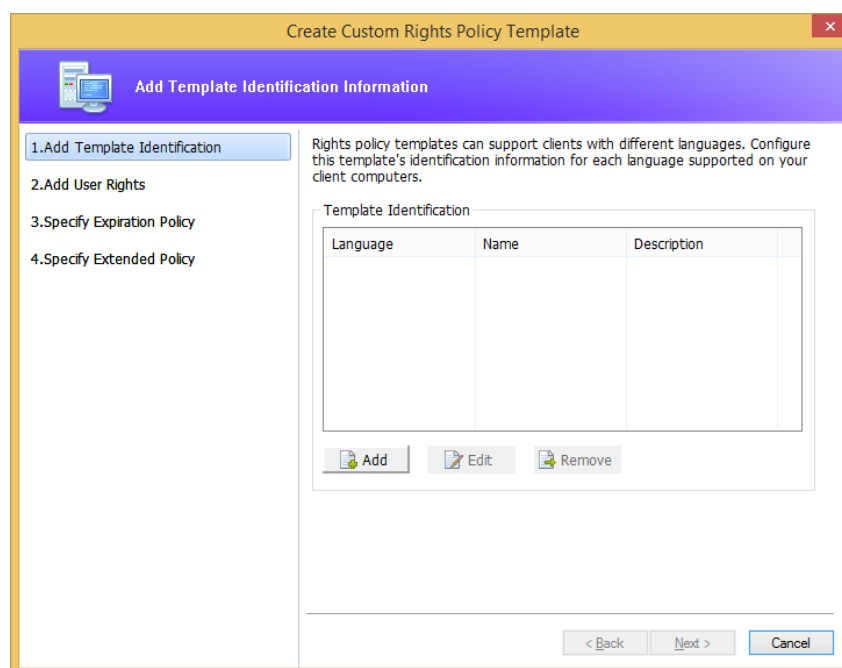 Create Custom Rights Policy Template
Add Template Identification Information
1.Add Template Identification
2.Add User Rights
3.Specify Expiration Policy
4.Specify Extended Policy
Rights policy templates can support clients with different languages. Configure
this template's identification information for each language supported on your
client computers.
Template Identification
Language Name Description
Add Edit Remove
< Back Next > Cancel